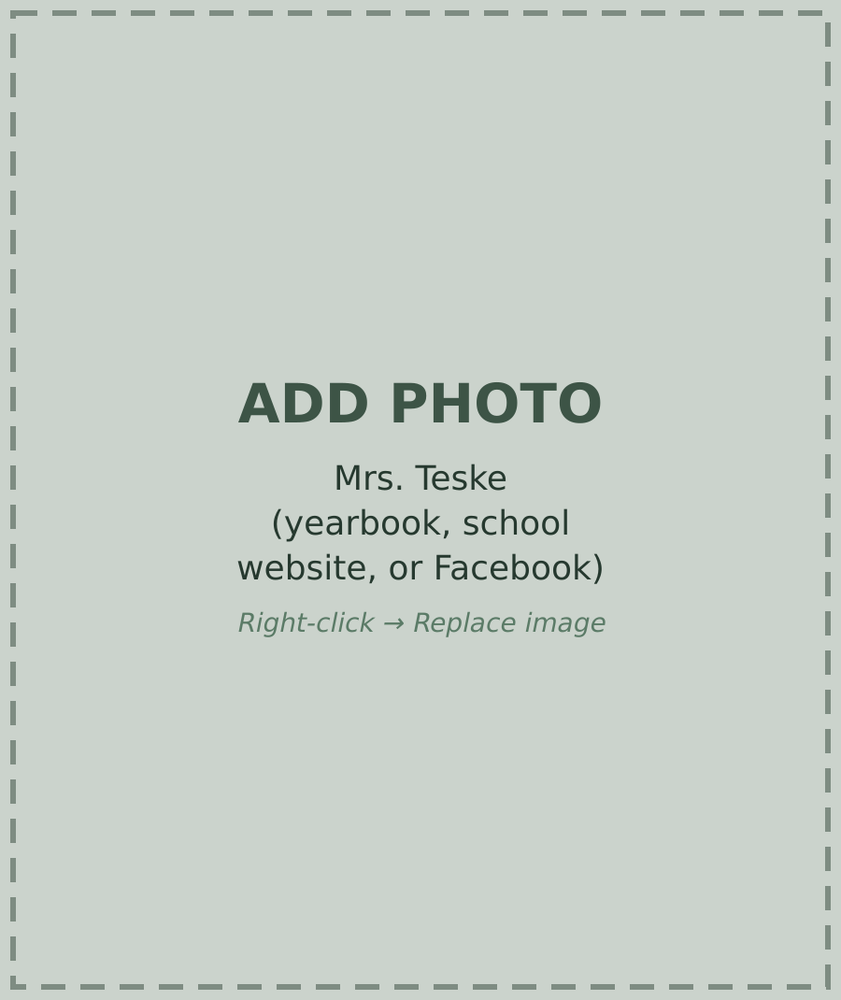 ADD PHOTO
Mrs. Teske
(yearbook, school
website, or Facebook)
Right-click → Replace image